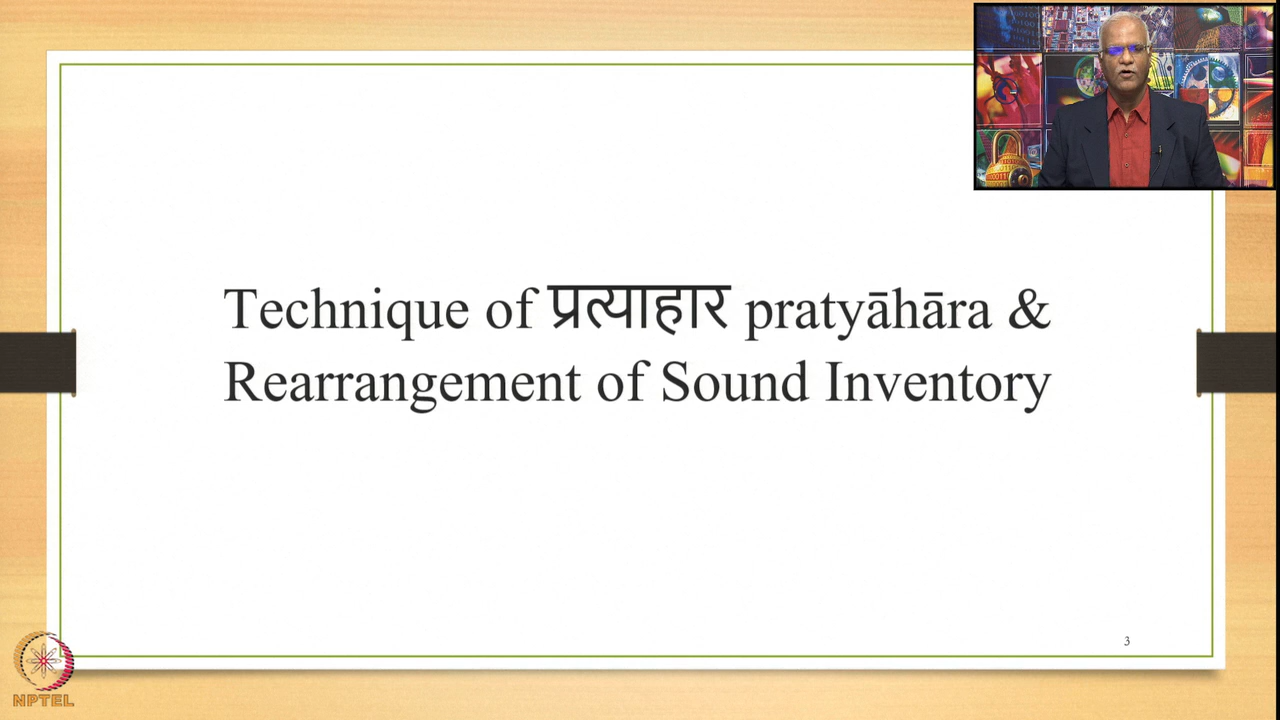 Technique of प्रत्याहार pratyāhāra &
Rearrangement of Sound Inventory
3
NPTEL